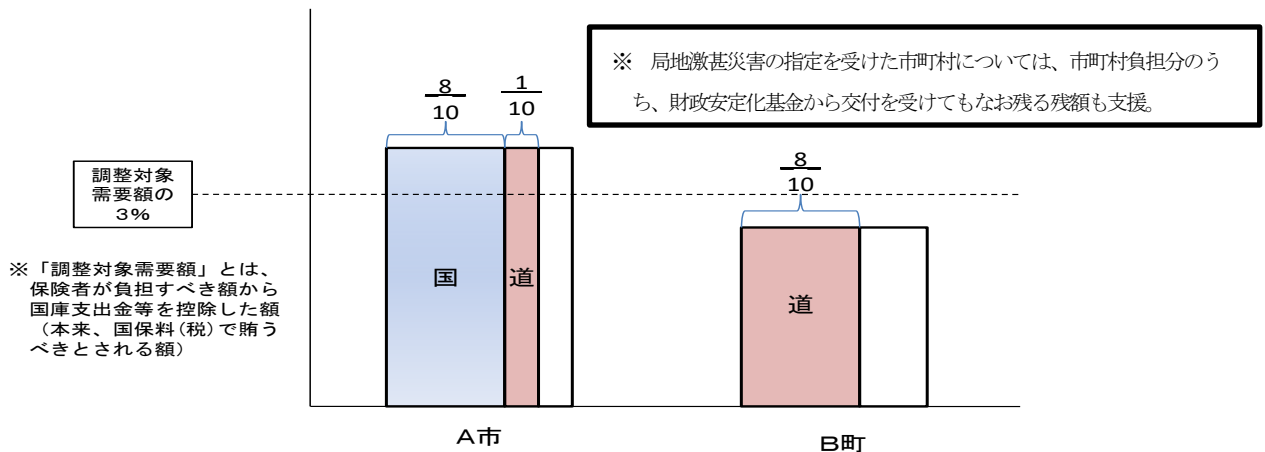 ※　局地激甚災害の指定を受けた市町村については、市町村負担分のう
ち、財政安定化基金から交付を受けてもなお残る残額も支援。
8
10
1
10
調整対象
需要額の
3%
8
10
※「調整対象需要額」とは、
保険者が負担すべき額から
国庫支出金等を控除した額
（本来、国保料(税)で賄う
べきとされる額）
国
道
道
A市
B町